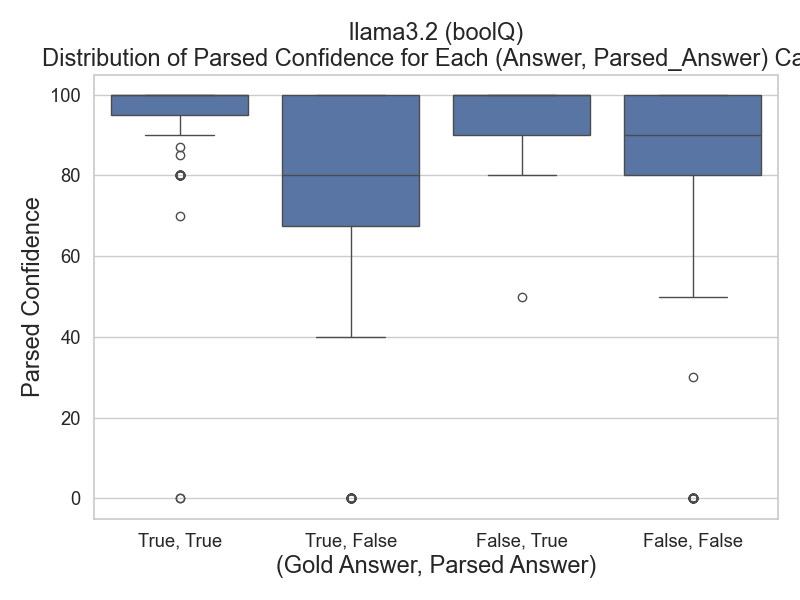 llama3.2 (boolQ)
Distribution of Parsed Confidence for Each (Answer, Parsed_Answer) Ca
100
80
60
40
20
0
Parsed Confidence
True, True
True, False
False, True
False, False
(Gold Answer, Parsed Answer)